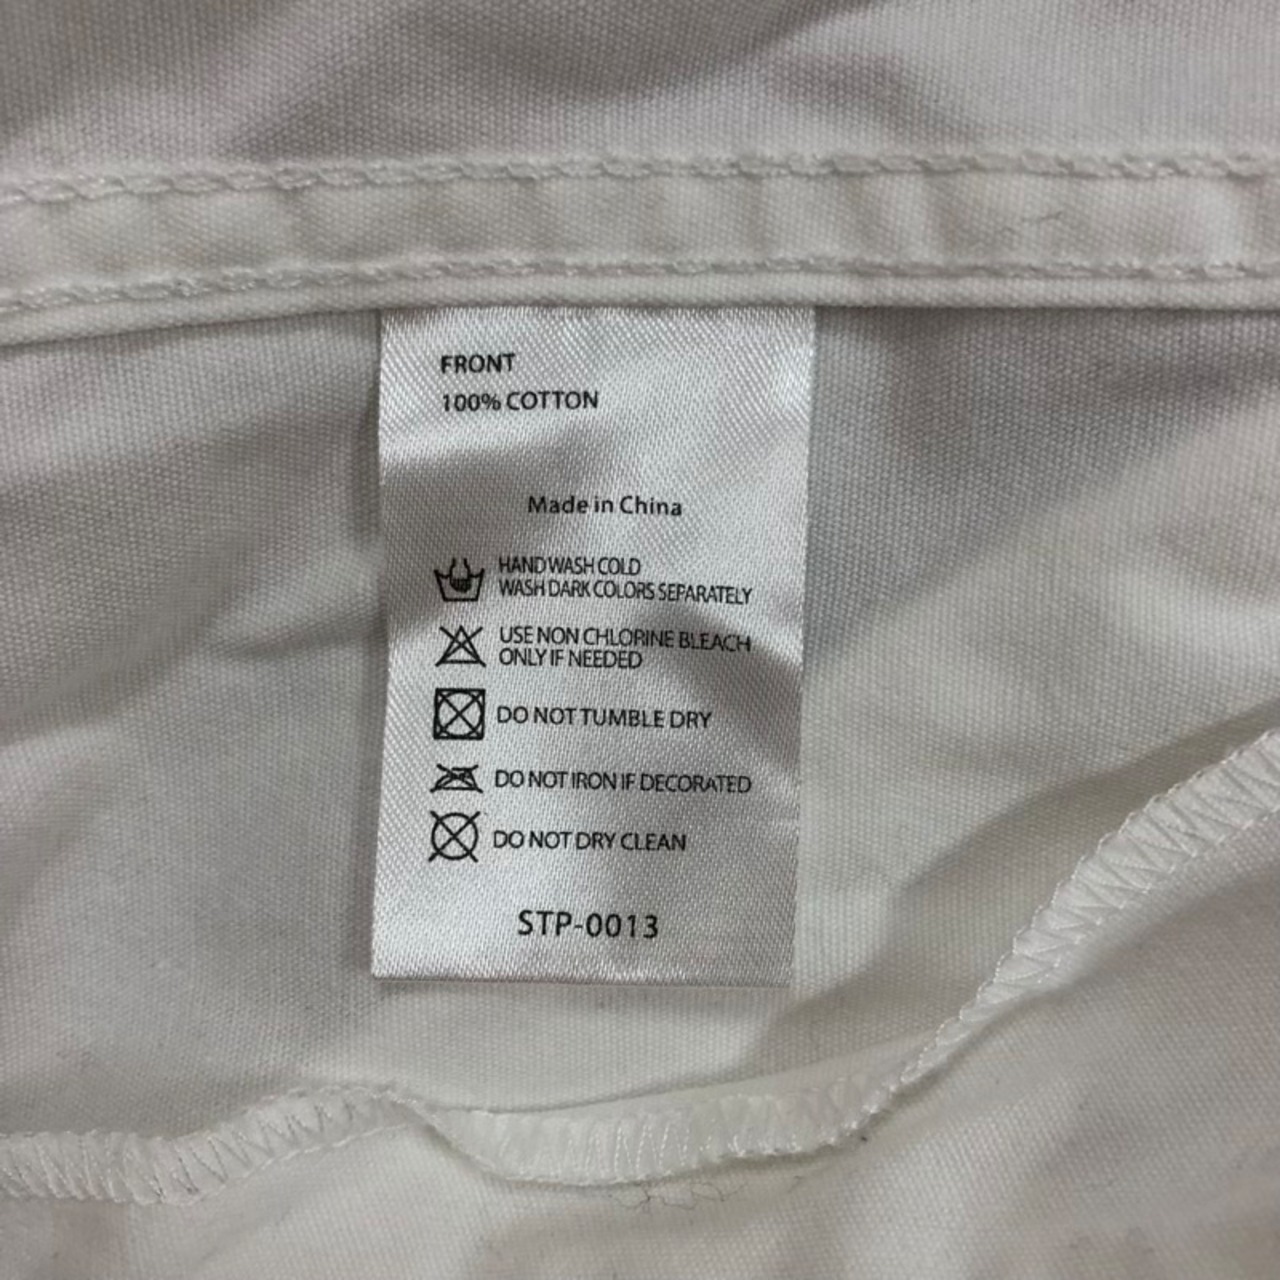 FRONT
100% COTTON
Made in China
HAND WASH COLD
WASH DARK COLORS SEPARATELY
USE NON CHLORINE BLEACH
ONLY IF NEEDED
DO NOT TUMBLE DRY
DO NOT IRON IF DECORATED
DO NOT DRY CLEAN
STP-0013